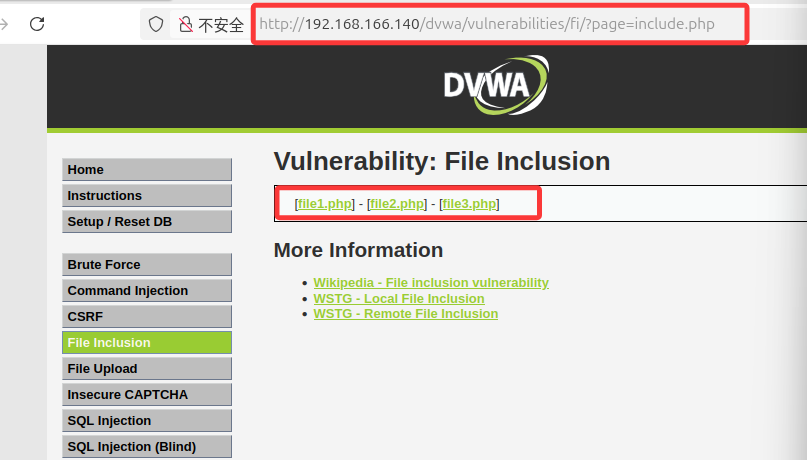 不安全 http://192.168.166.140/dvwa/vulnerabilities/fi/?page=include.php
DVWA
Vulnerability: File Inclusion
[file1.php] - [file2.php] - [file3.php]
More Information
• Wikipedia - File inclusion vulnerability
• WSTG - Local File Inclusion
• WSTG - Remote File Inclusion
Home
Instructions
Setup / Reset DB
Brute Force
Command Injection
CSRF
File Inclusion
File Upload
Insecure CAPTCHA
SQL Injection
SQL Injection (Blind)